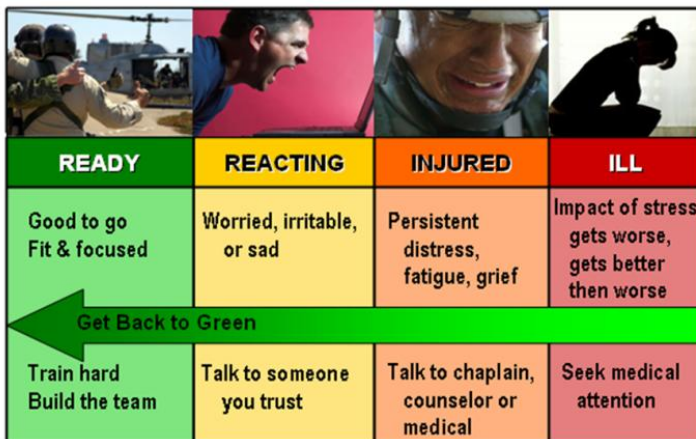 READY
REACTING
INJURED
ILL
Good to go
Fit & focused
Worried, irritable,
or sad
Persistent
distress,
fatigue, grief
Impact of stress
gets worse,
gets better
then worse
Get Back to Green
Train hard
Build the team
Talk to someone
you trust
Talk to chaplain,
counselor or
medical
Seek medical
attention